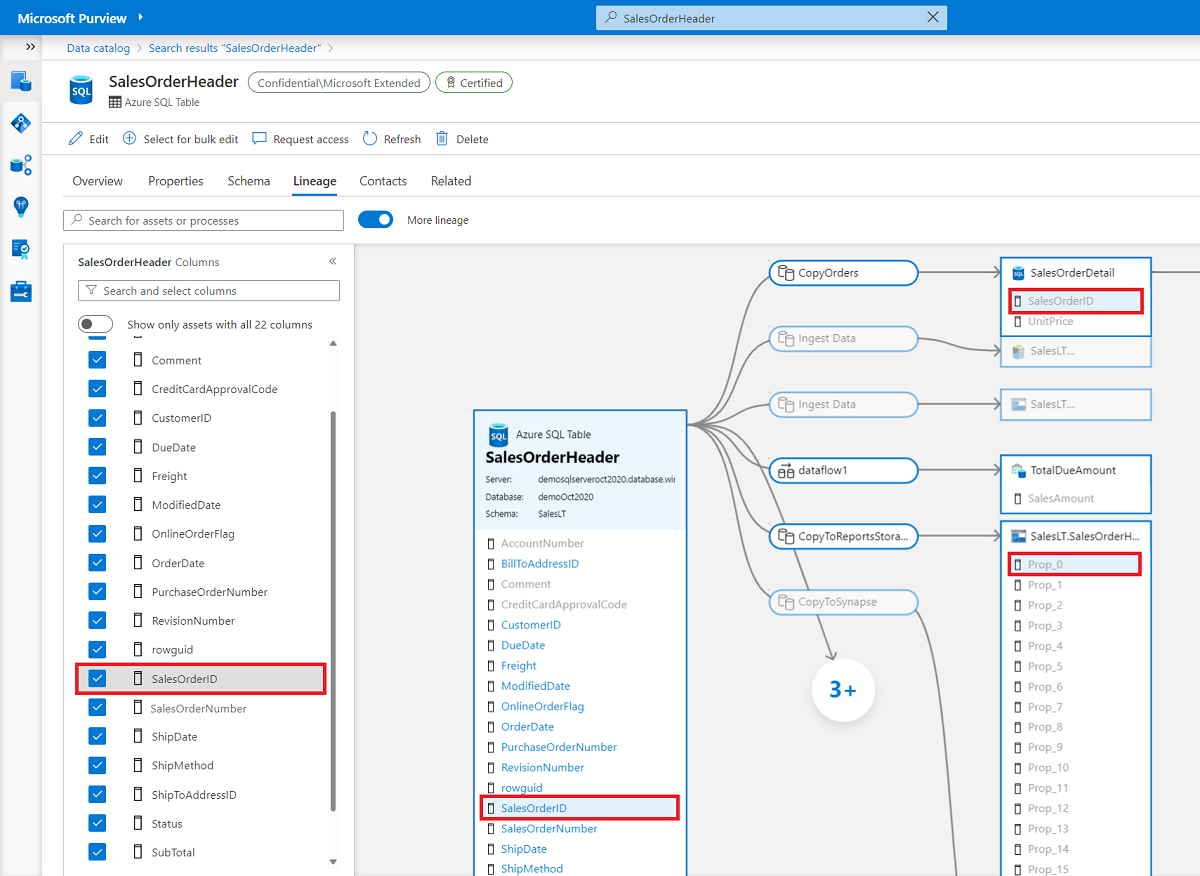 Microsoft Purview
SalesOrderHeader
Data catalog > Search results "SalesOrderHeader" >
SalesOrderHeader
Confidential\Microsoft Extended
Certified
Azure SQL Table
Edit
Select for bulk edit
Request access
Refresh
Delete
Overview
Properties
Schema
Lineage
Contacts
Related
Search for assets or processes
More lineage
SalesOrderHeader Columns
Search and select columns
Show only assets with all 22 columns
Comment
CreditCardApprovalCode
CustomerID
DueDate
Freight
ModifiedDate
OnlineOrderFlag
OrderDate
PurchaseOrderNumber
RevisionNumber
rowguid
SalesOrderID
SalesOrderNumber
ShipDate
ShipMethod
ShipToAddressID
Status
SubTotal
Azure SQL Table
SalesOrderHeader
Server: demosqlserveroct2020.database.wir
Database: demoOct2020
Schema: SalesLT
AccountNumber
BillToAddressID
Comment
CreditCardApprovalCode
CustomerID
DueDate
Freight
ModifiedDate
OnlineOrderFlag
OrderDate
PurchaseOrderNumber
RevisionNumber
rowguid
SalesOrderID
SalesOrderNumber
ShipDate
ShipMethod
CopyOrders
Ingest Data
Ingest Data
dataflow1
CopyToReportsStora...
CopyToSynapse
3+
SalesOrderDetail
SalesOrderID
UnitPrice
SalesLT...
SalesLT...
TotalDueAmount
SalesAmount
SalesLT.SalesOrderH...
Prop_0
Prop_1
Prop_2
Prop_3
Prop_4
Prop_5
Prop_6
Prop_7
Prop_8
Prop_9
Prop_10
Prop_11
Prop_12
Prop_13
Prop_14
Prop_15